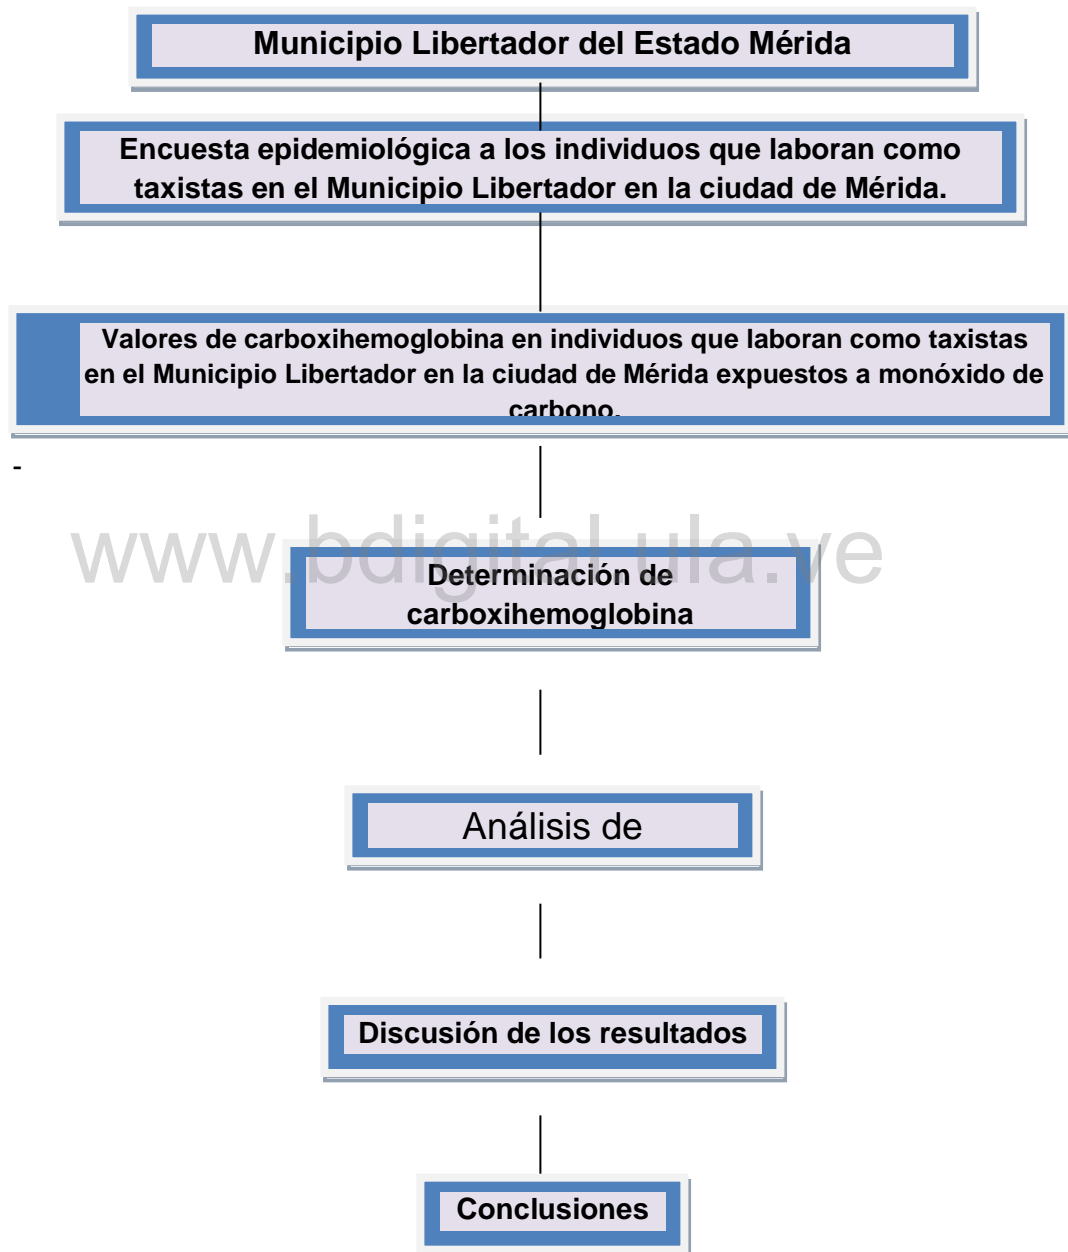 Municipio Libertador del Estado Mérida
Encuesta epidemiológica a los individuos que laboran como
taxistas en el Municipio Libertador en la ciudad de Mérida.
Valores de carboxihemoglobina en individuos que laboran como taxistas
en el Municipio Libertador en la ciudad de Mérida expuestos a monóxido de
carbono.
-
www.bdigital.ula.ve
Determinación de
carboxihemoglobina
Análisis de
Discusión de los resultados
Conclusiones